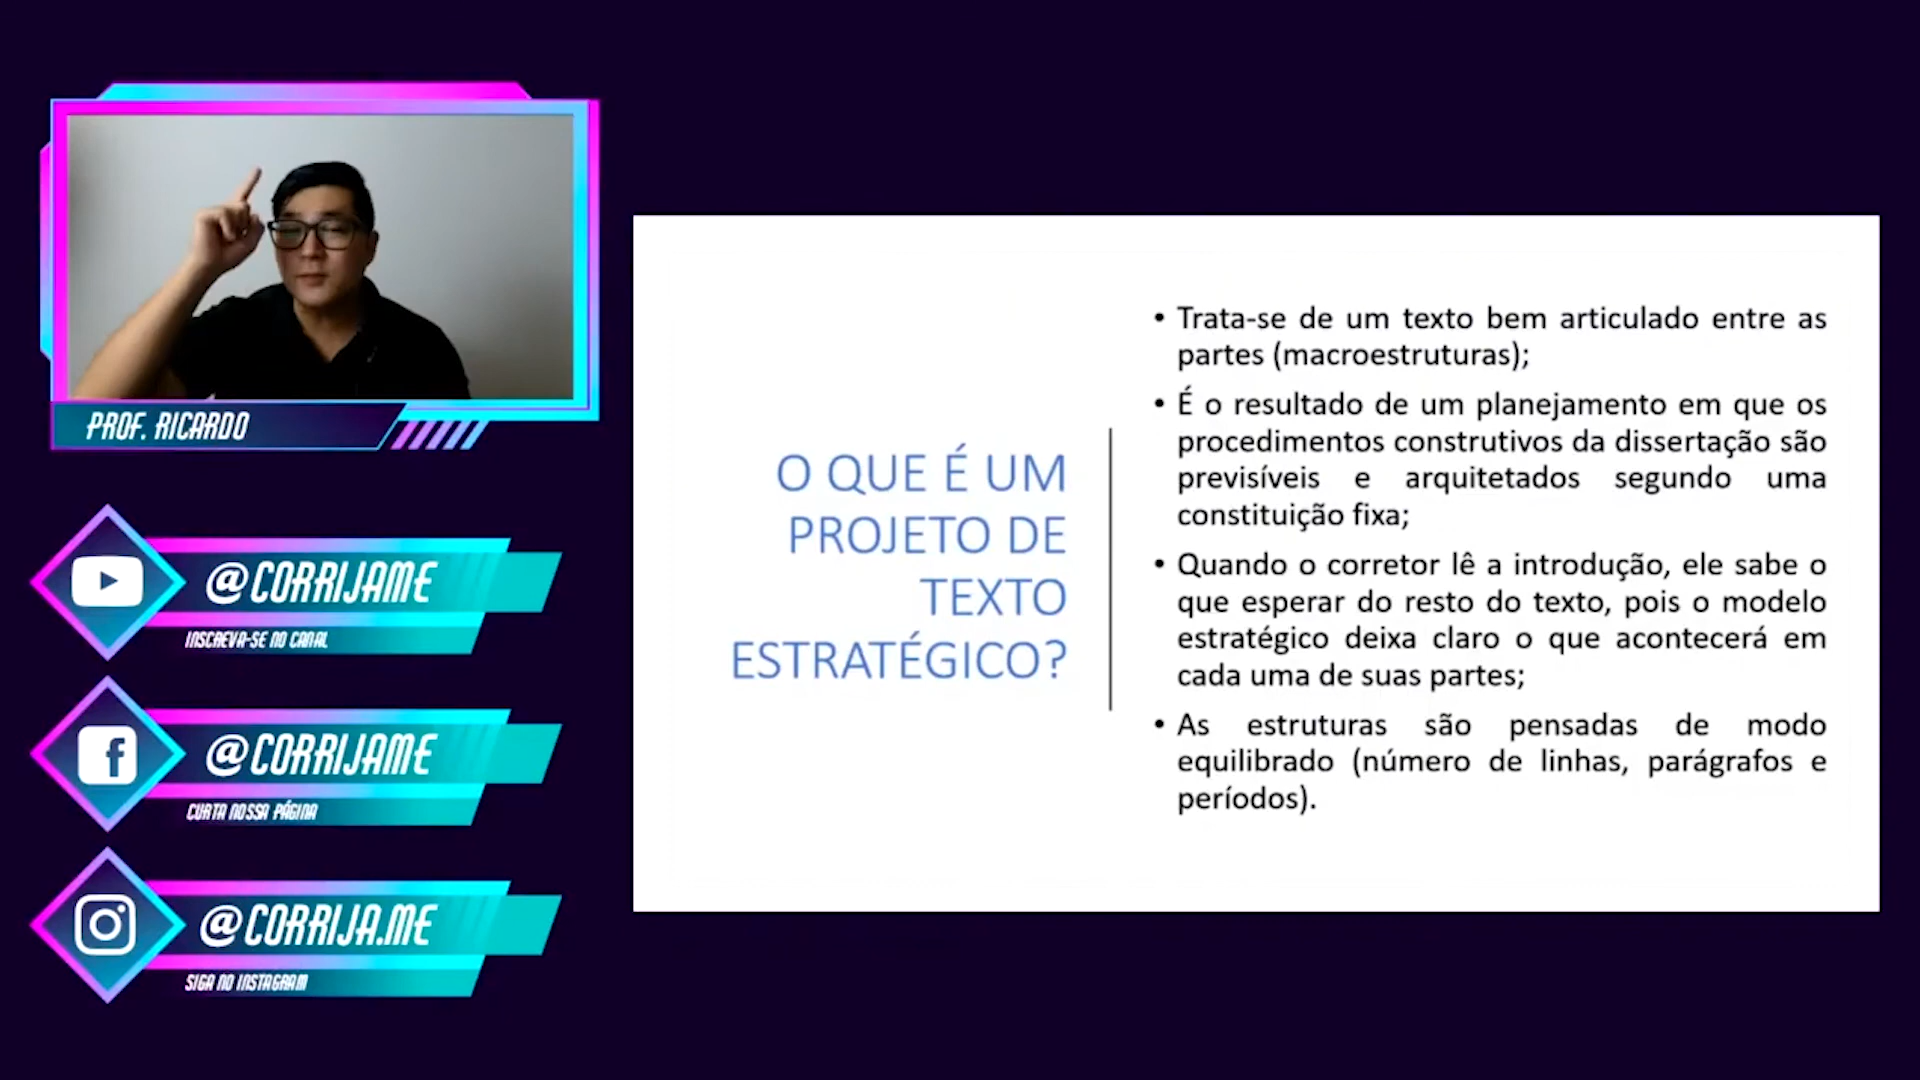 PROF. RICARDO
@CORRIJAME
INSCREVA-SE NO CANAL
@CORRIJAME
CURTA NOSSA PÁGINA
@CORRIJA.ME
SIGA NO INSTAGRAM
O QUE É UM
PROJETO DE
TEXTO
ESTRATÉGICO?
• Trata-se de um texto bem articulado entre as
partes (macroestruturas);
• É o resultado de um planejamento em que os
procedimentos construtivos da dissertação são
previsíveis e arquitetados segundo uma
constituição fixa;
• Quando o corretor lê a introdução, ele sabe o
que esperar do resto do texto, pois o modelo
estratégico deixa claro o que acontecerá em
cada uma de suas partes;
• As estruturas são pensadas de modo
equilibrado (número de linhas, parágrafos e
períodos).